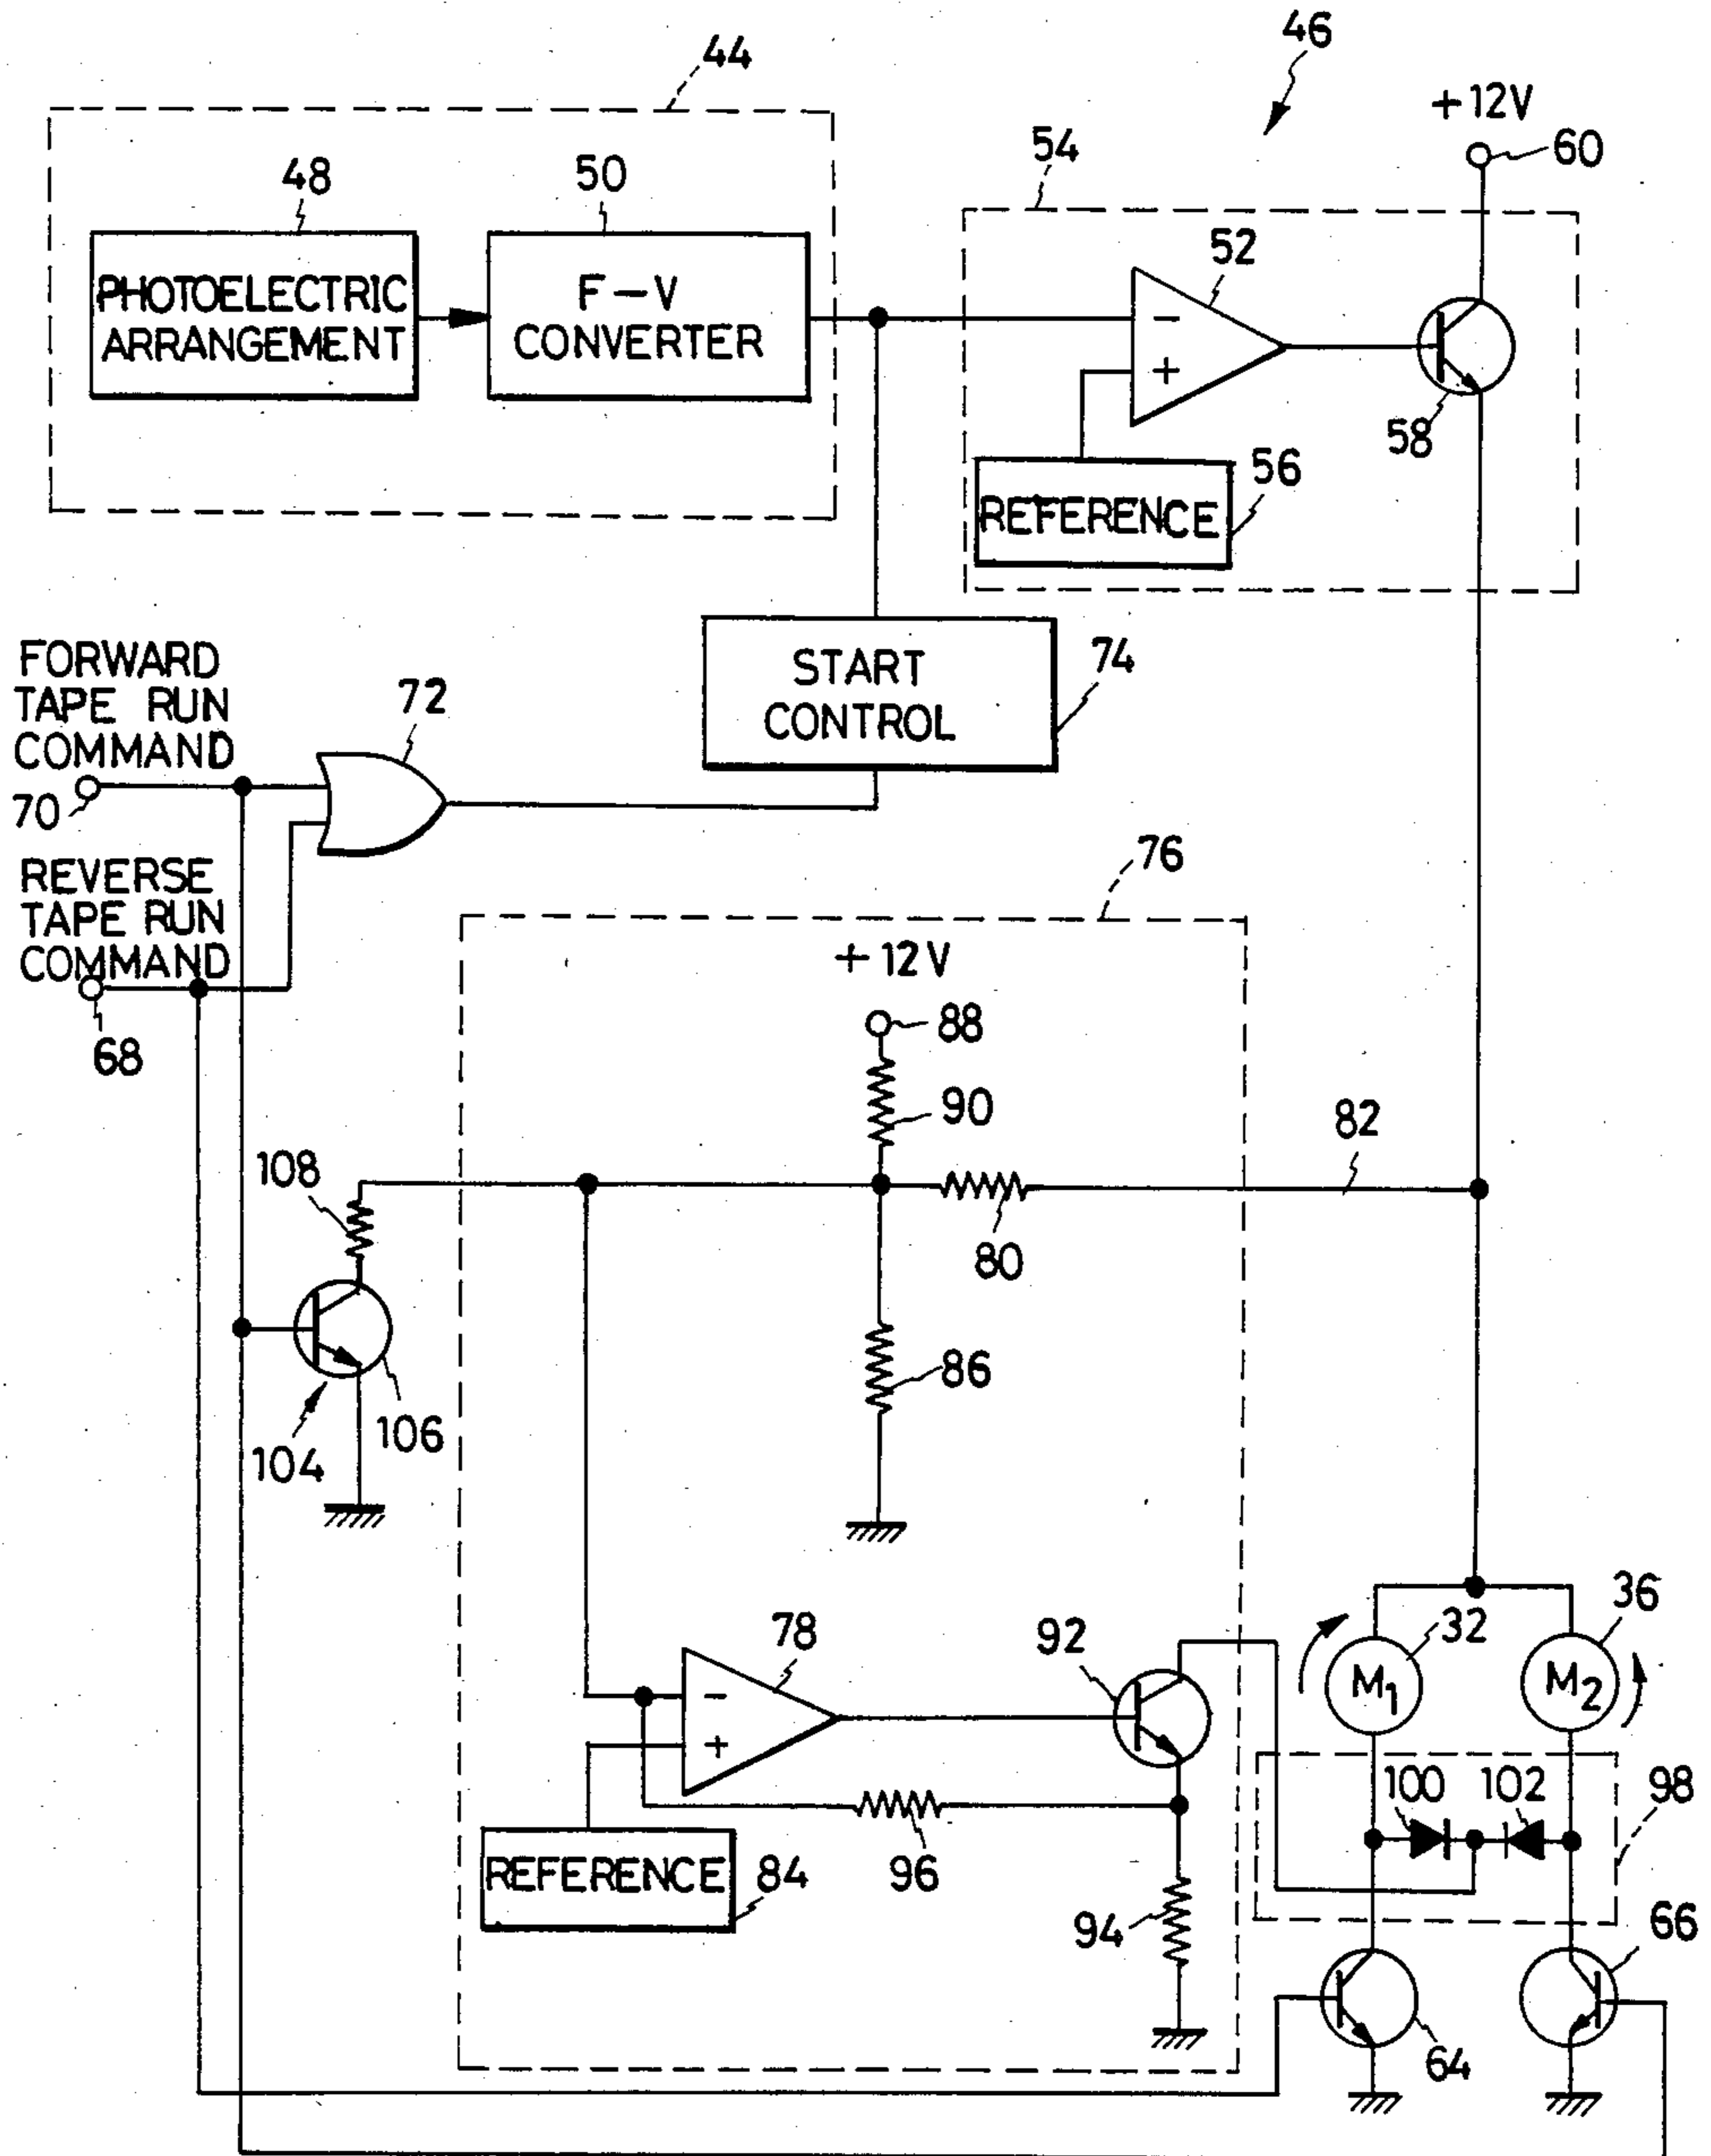 46
44
+12V
60
54
48
50
52
PHOTOELECTRIC
ARRANGEMENT
F-V
CONVERTER
-
+
58
56
REFERENCE
FORWARD
TAPE RUN
COMMAND
70
72
START
CONTROL
74
REVERSE
TAPE RUN
COMMAND
68
76
+12V
88
90
82
108
80
86
106
104
78
92
32
36
M1
M2
-
+
100
102
98
REFERENCE
84
96
94
66
64